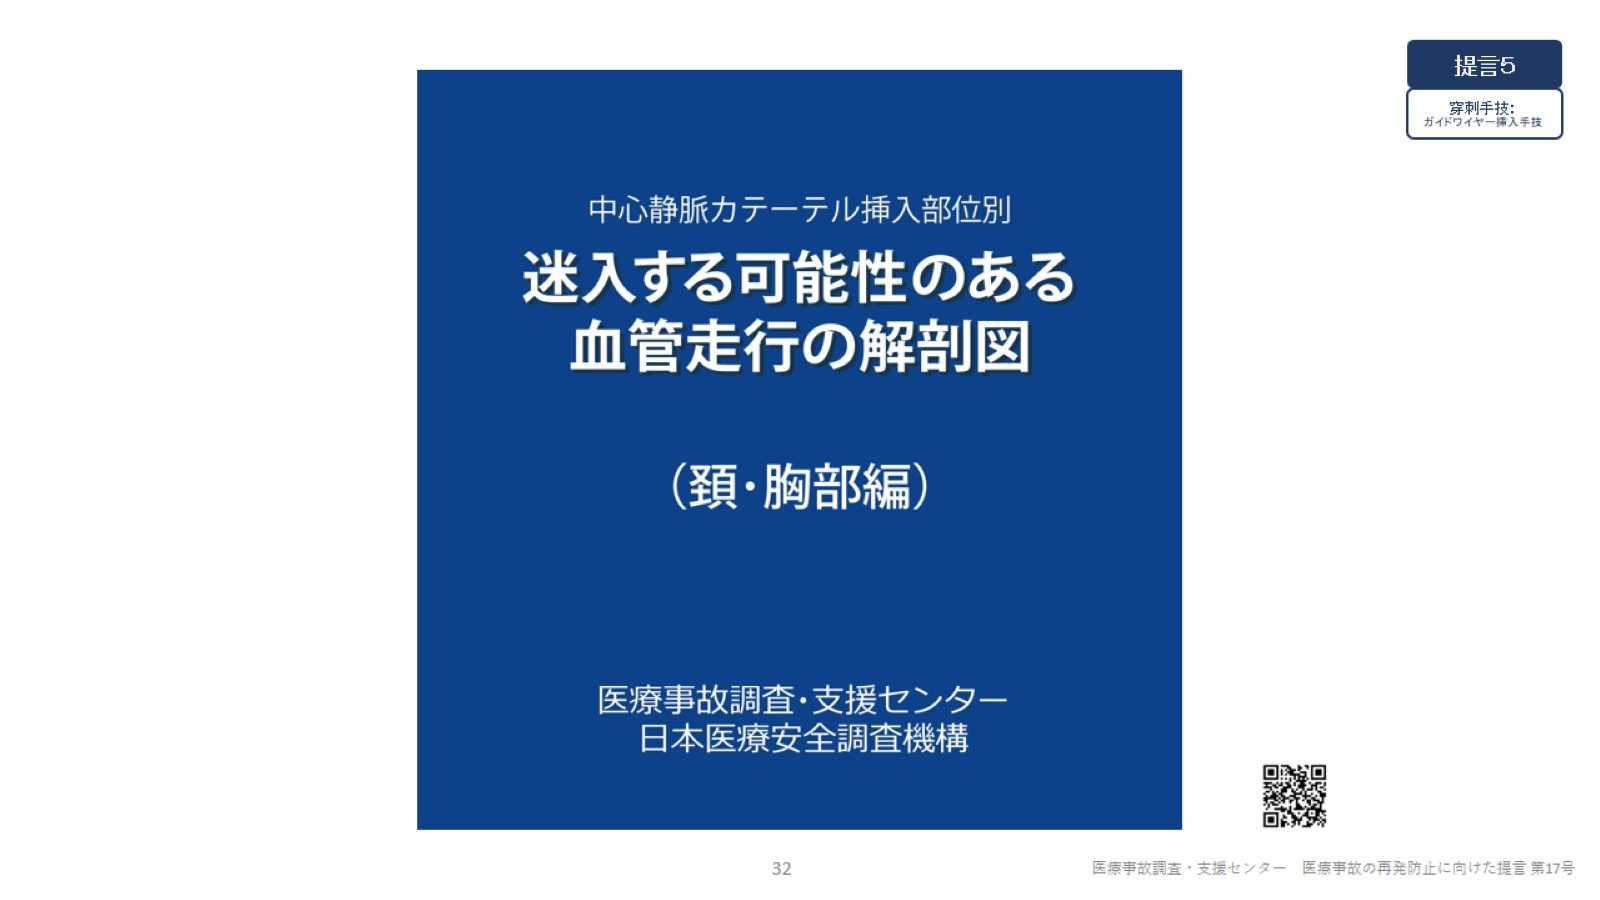 提言5
穿刺手技:
ガイドワイヤー挿入手技
中心静脈カテーテル挿入部位別
迷入する可能性のある
血管走行の解剖図
（頚・胸部編）
医療事故調査・支援センター
日本医療安全調査機構
32
医療事故調査・支援センター　医療事故の再発防止に向けた提言 第17号